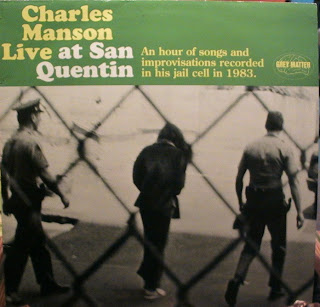 Charles
Manson
Live at San
Quentin
An hour of songs and
improvisations recorded
in his jail cell in 1983.
GREY MATTER